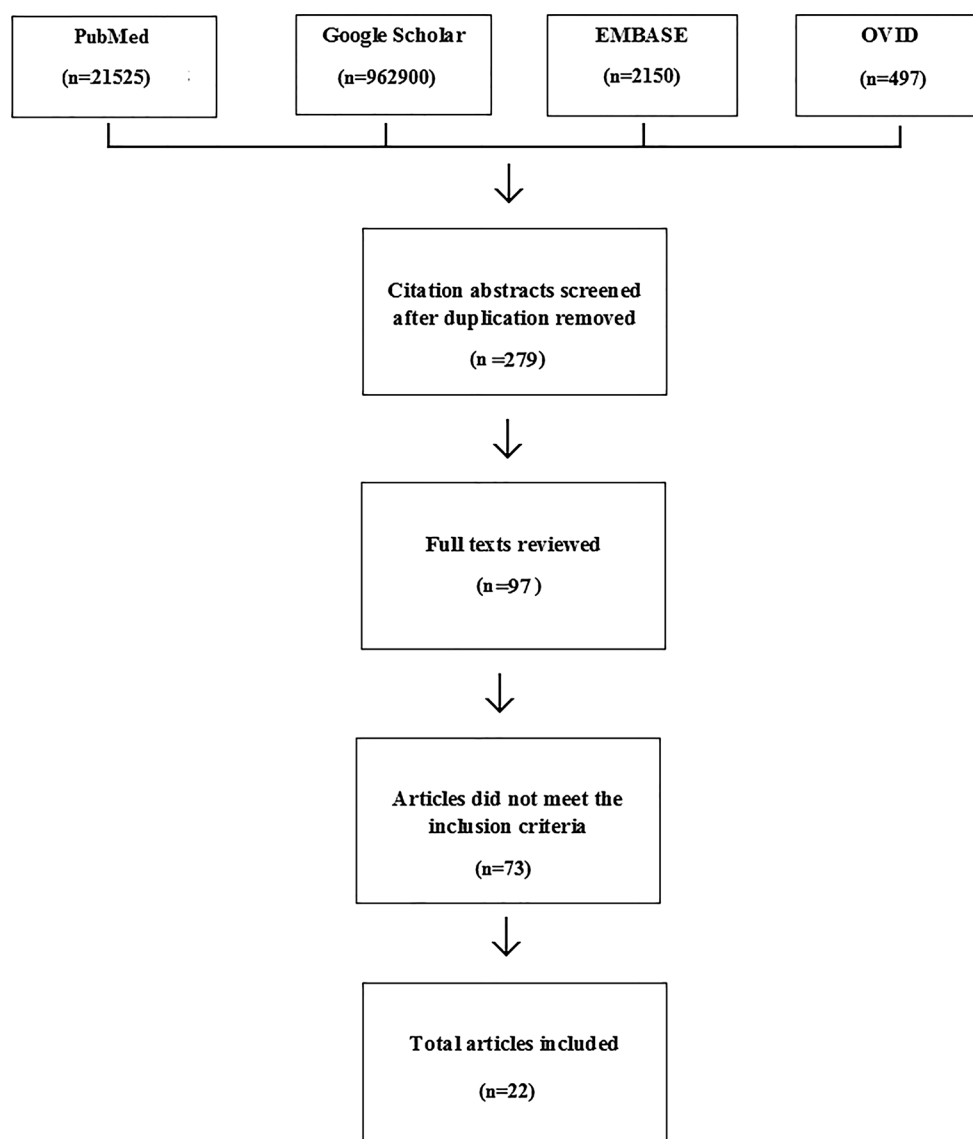 PubMed
(n=21525)
Google Scholar
(n=962900)
EMBASE
(n=2150)
OVID
(n=497)
Citation abstracts screened
after duplication removed
(n =279)
Full texts reviewed
(n=97 )
Articles did not meet the
inclusion criteria
(n=73)
Total articles included
(n=22)